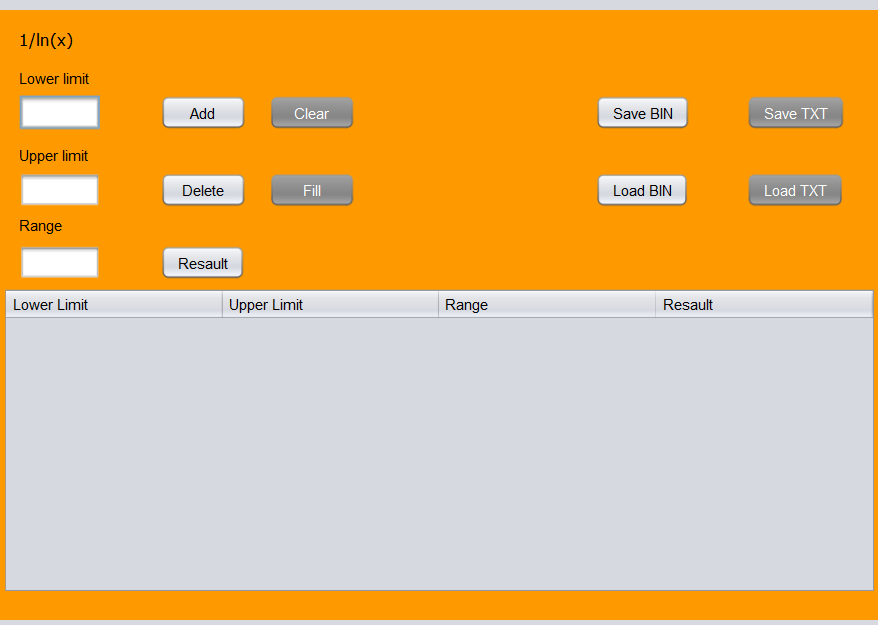 1/ln(x)
Lower limit
Add Clear Save BIN Save TXT
Upper limit
Delete Fill Load BIN Load TXT
Range
Resault
Lower Limit Upper Limit Range Resault